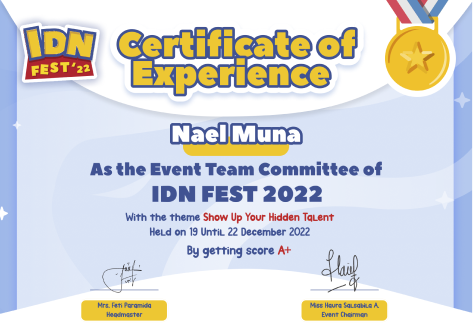 IDN
FEST '22
Certificate of
Experience
Nael Muna
As the Event Team Committee of
IDN FEST 2022
With the theme Show Up Your Hidden Talent
Held on 19 Until 22 December 2022
By getting score A+
Mrs. Feti Paramida
Headmaster
Miss Haura Salsabila A.
Event Chairman